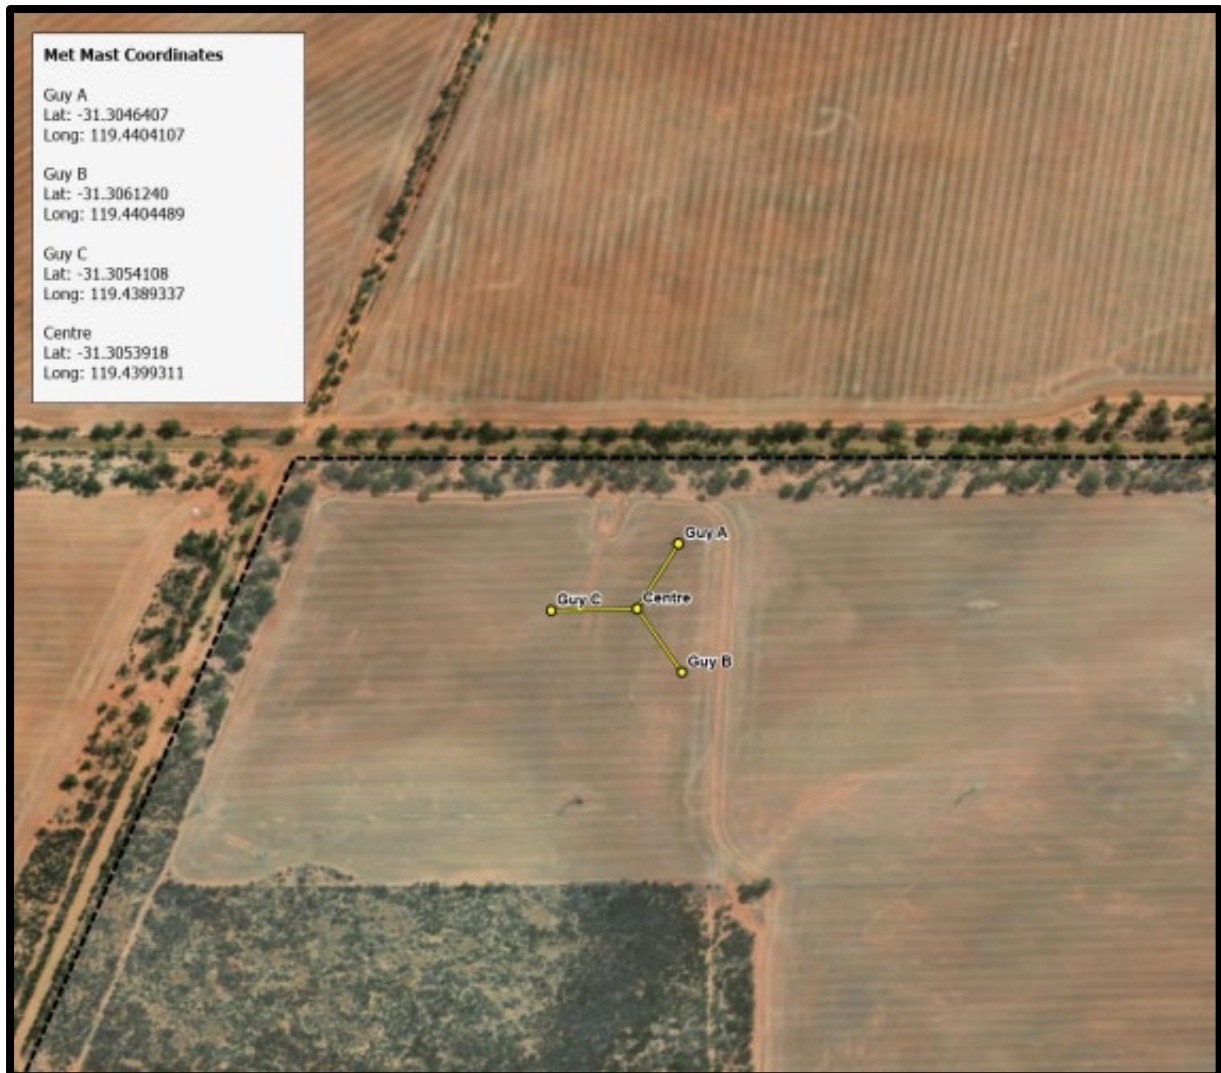 Met Mast Coordinates
Guy A
Lat: -31.3046407
Long: 119.4404107
Guy B
Lat: -31.3061240
Long: 119.4404489
Guy C
Lat: -31.3054108
Long: 119.4389337
Centre
Lat: -31.3053918
Long: 119.4399311
Guy A
Guy C
Centre
Guy B